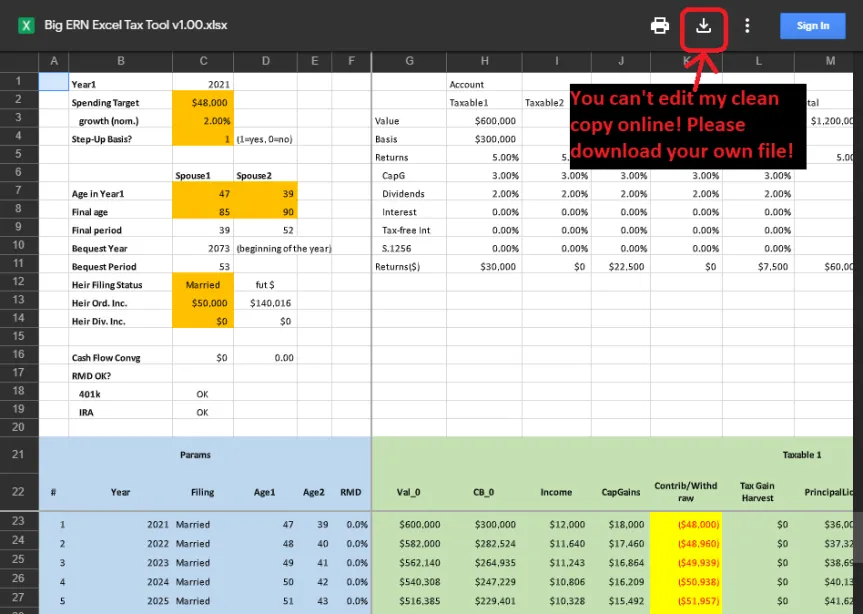 Big ERN Excel Tax Tool v1.00.xlsx Sign In
A B C D E F G H I J K L M
1 Year1 2021 Account
2 Spending Target $48,000 Taxable1 Taxable2 tal
3 growth (nom.) 2.00% Value $600,000 $1,200,00
4 Step-Up Basis? 1 (1=yes, 0=no) Basis $300,000
5 Returns 5.00% 5. 5.00
6 Spouse1 Spouse2 CapG 3.00% 3.00% 3.00% 3.00% 3.00%
7 Age in Year1 47 39 Dividends 2.00% 2.00% 2.00% 2.00% 2.00%
8 Final age 85 90 Interest 0.00% 0.00% 0.00% 0.00% 0.00%
9 Final period 39 52 Tax-free Int 0.00% 0.00% 0.00% 0.00% 0.00%
10 Bequest Year 2073 (beginning of the year) S.1256 0.00% 0.00% 0.00% 0.00% 0.00%
11 Bequest Period 53 Returns($) $30,000 $0 $22,500 $0 $7,500 $60,00
12 Heir Filing Status Married fut $
13 Heir Ord. Inc. $50,000 $140,016
14 Heir Div. Inc. $0 $0
15
16 Cash Flow Convg $0 0.00
17 RMD OK?
18 401k OK
19 IRA OK
20
You can't edit my clean
copy online! Please
download your own file!
21 Params Taxable 1
22 # Year Filing Age1 Age2 RMD Val_0 CB_0 Income CapGains Contrib/Withd
raw Tax Gain
Harvest PrincipalLic
23 1 2021 Married 47 39 0.0% $600,000 $300,000 $12,000 $18,000 ($48,000) $0 $36,00
24 2 2022 Married 48 40 0.0% $582,000 $282,524 $11,640 $17,460 ($48,960) $0 $37,32
25 3 2023 Married 49 41 0.0% $562,140 $264,935 $11,243 $16,864 ($49,939) $0 $38,69
26 4 2024 Married 50 42 0.0% $540,308 $247,229 $10,806 $16,209 ($50,938) $0 $40,13
27 5 2025 Married 51 43 0.0% $516,385 $229,401 $10,328 $15,492 ($51,957) $0 $41,62